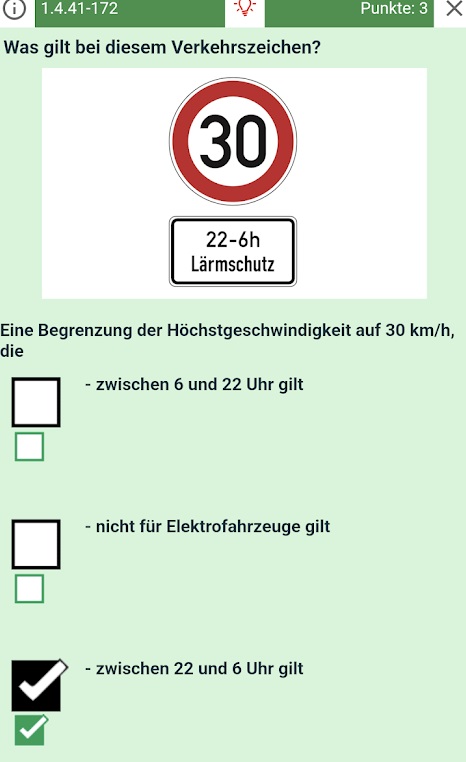 1.4.41-172
Punkte: 3
Was gilt bei diesem Verkehrszeichen?
30
22-6h
Lärmschutz
Eine Begrenzung der Höchstgeschwindigkeit auf 30 km/h,
die
- zwischen 6 und 22 Uhr gilt
- nicht für Elektrofahrzeuge gilt
- zwischen 22 und 6 Uhr gilt